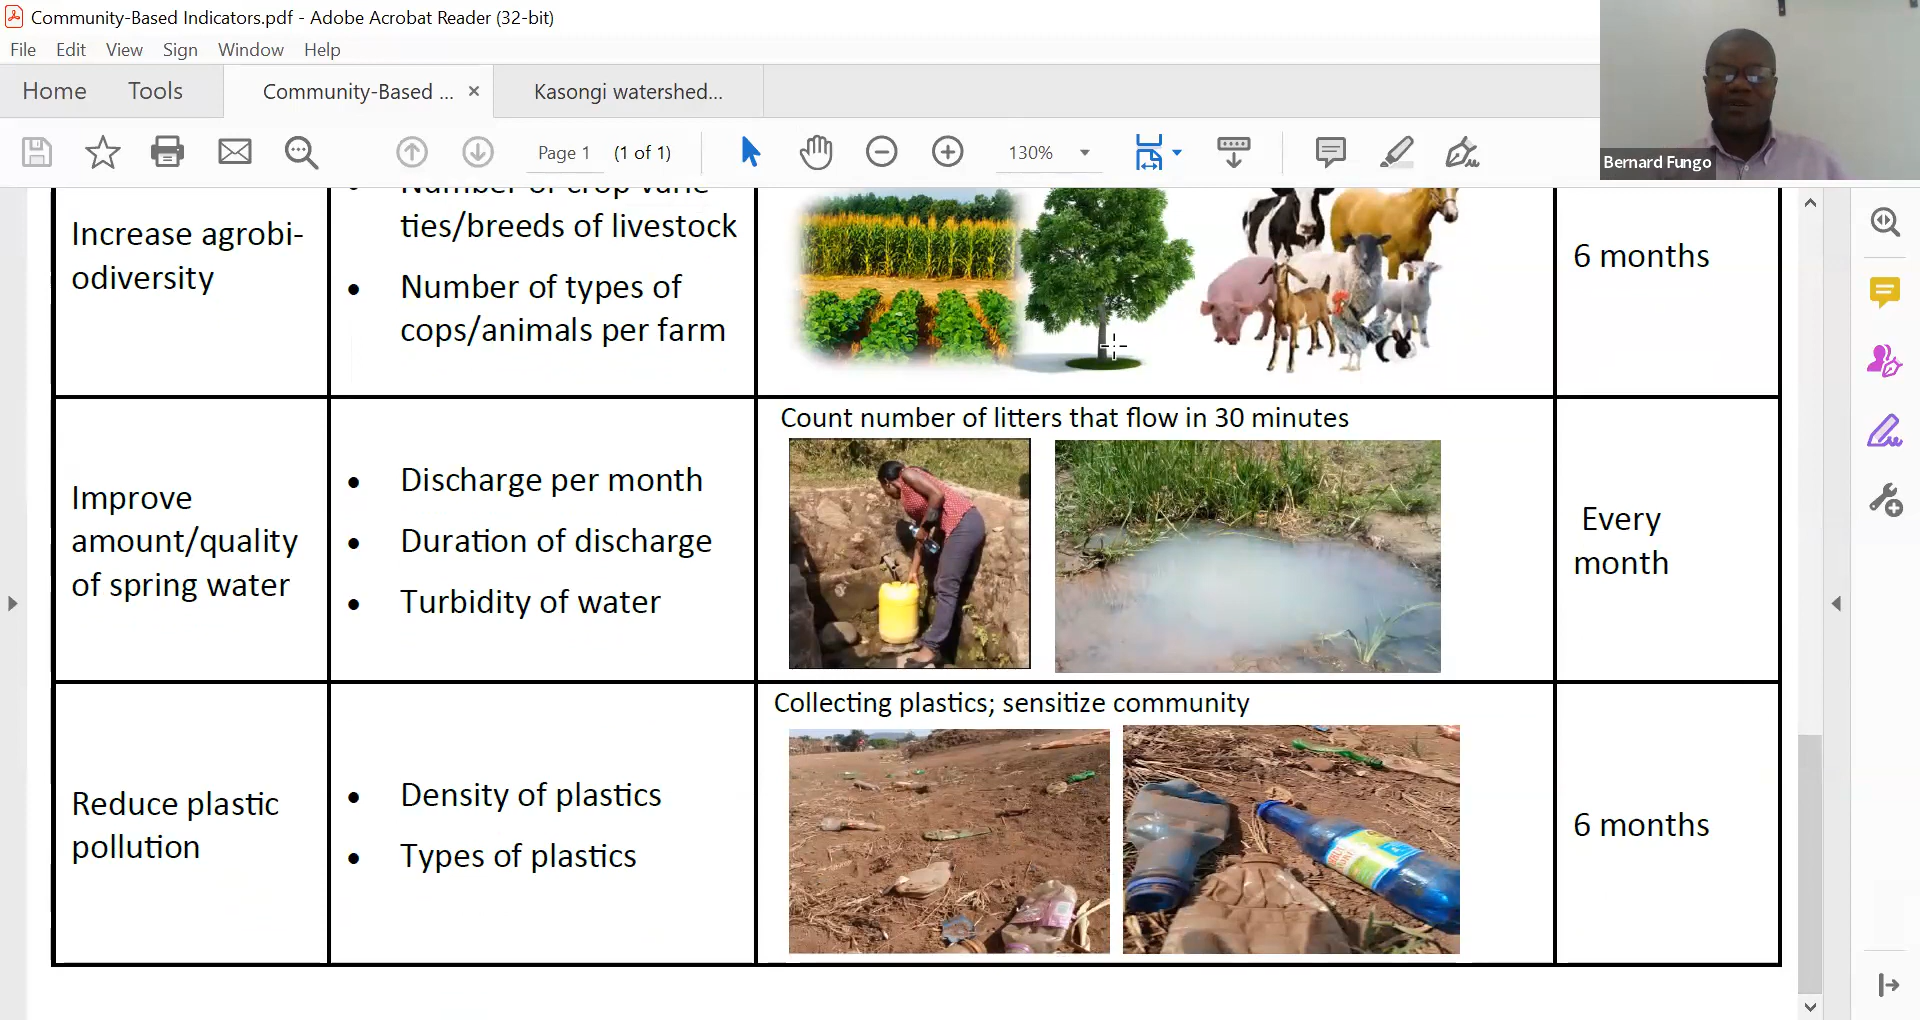 Community-Based Indicators.pdf - Adobe Acrobat Reader (32-bit)
File Edit View Sign Window Help
Home Tools Community-Based ... × Kasongi watershed...
Page 1 (1 of 1) 130%
Bernard Fungo
Increase agrobi-
odiversity
• Number of crop varie
ties/breeds of livestock
• Number of types of
cops/animals per farm
6 months
Improve
amount/quality
of spring water
• Discharge per month
• Duration of discharge
• Turbidity of water
Count number of litters that flow in 30 minutes
Every
month
Reduce plastic
pollution
• Density of plastics
• Types of plastics
Collecting plastics; sensitize community
6 months